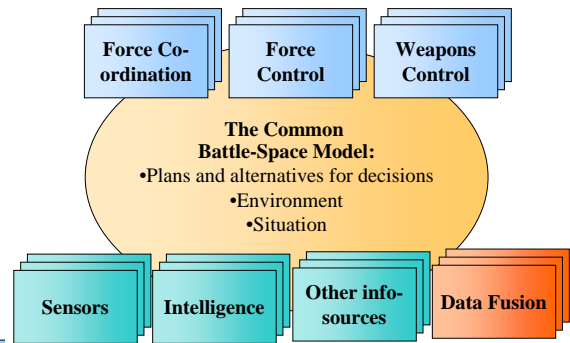 Force Co-
ordination
Force
Control
Weapons
Control
The Common
Battle-Space Model:
•Plans and alternatives for decisions
•Environment
•Situation
Sensors
Intelligence
Other info-
sources
Data Fusion